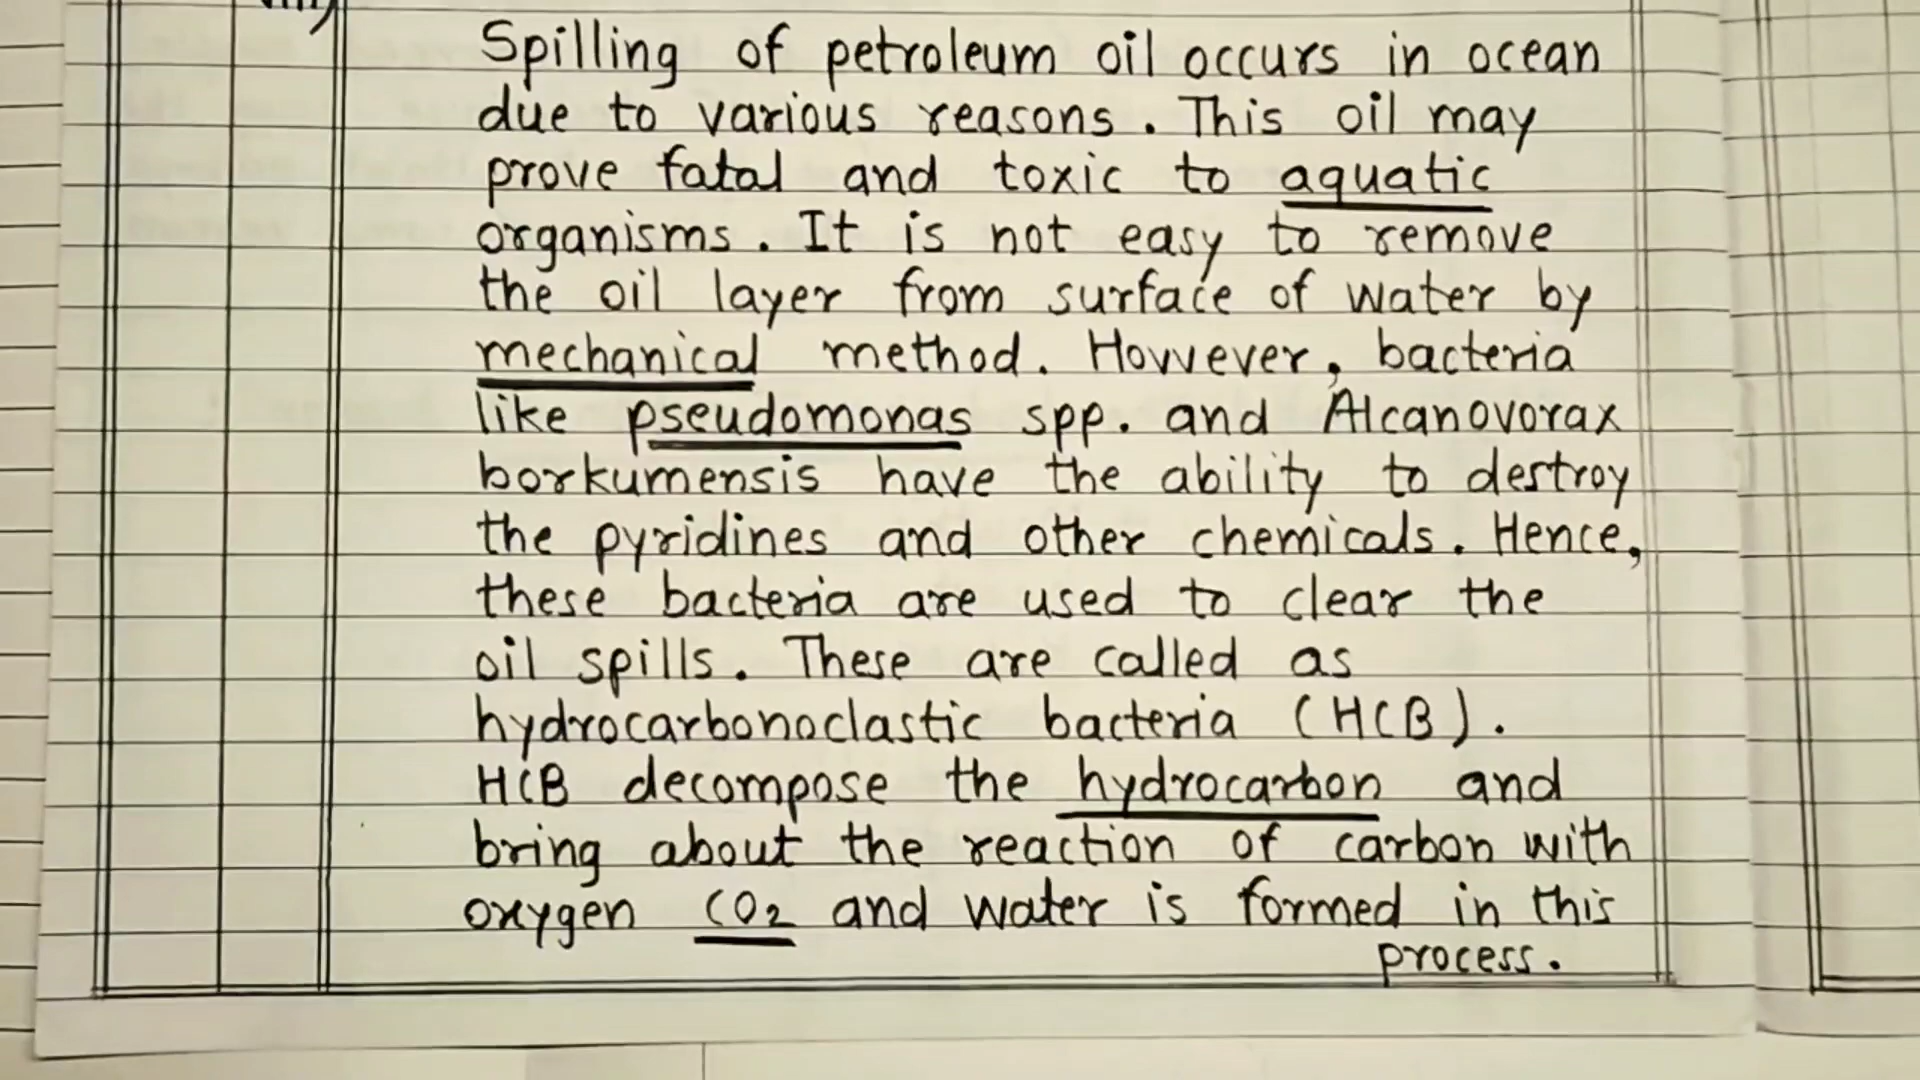 Spilling of petroleum oil occurs in ocean
due to various reasons. This oil may
prove fatal and toxic to aquatic
organisms. It is not easy to remove
the oil layer from surface of water by
mechanical method. However, bacteria
like pseudomonas spp. and Alcanovorax
borkumensis have the ability to destroy
the pyridines and other chemicals. Hence,
these bacteria are used to clear the
oil spills. These are called as
hydrocarbonoclastic bacteria (HCB).
HCB decompose the hydrocarbon and
bring about the reaction of carbon with
oxygen CO2 and water is formed in this
process.